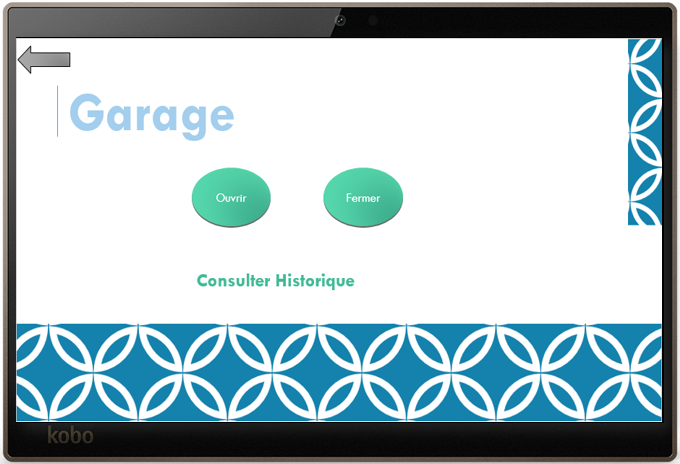 Garage
Ouvrir
Fermer
Consulter Historique
kobo